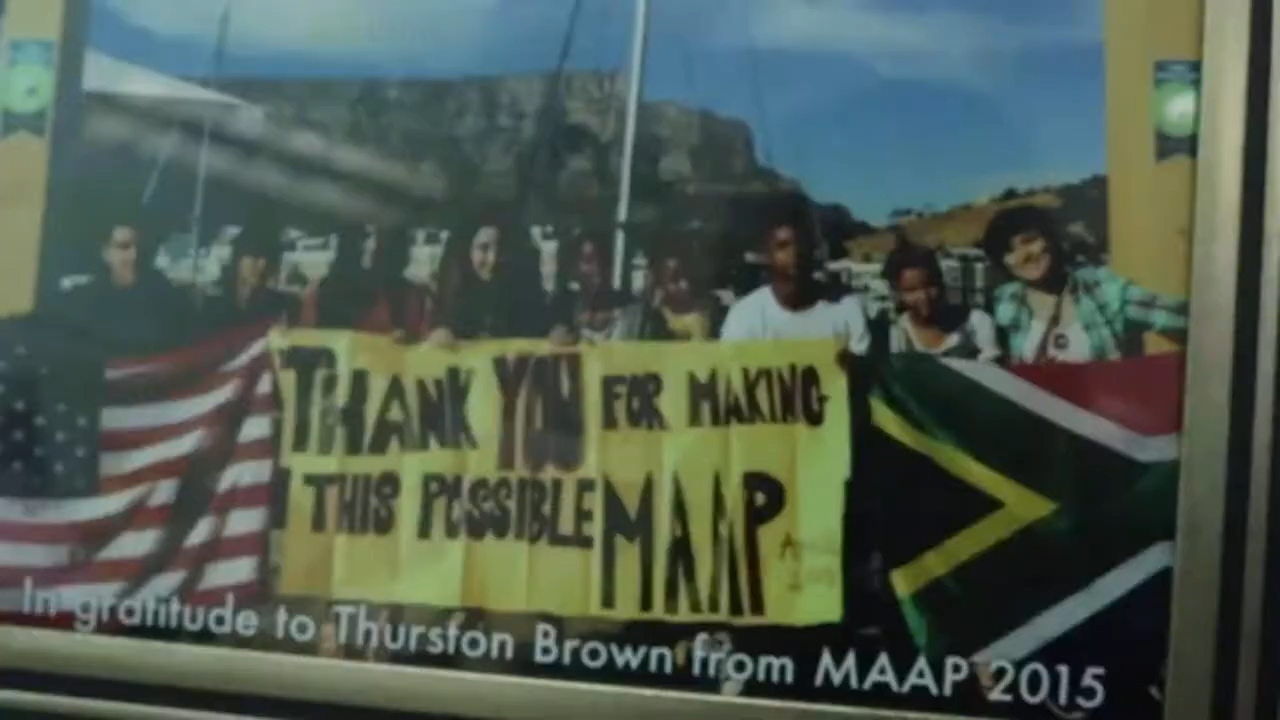 THANK YOU FOR MAKING
THIS POSSIBLE MAAP
In gratitude to Thurston Brown from MAAP 2015